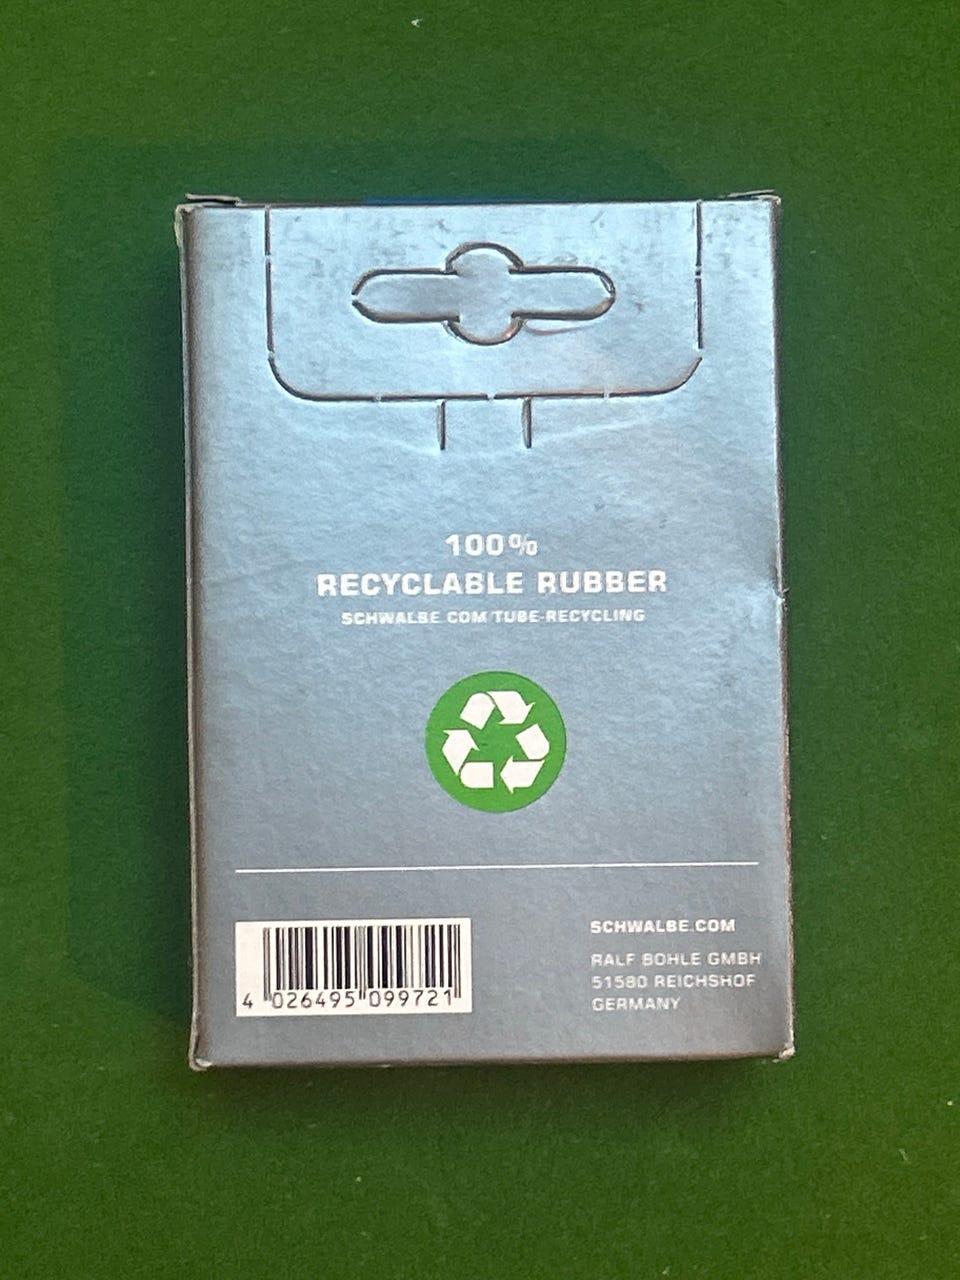 100%
RECYCLABLE RUBBER
SCHWALBE.COM/TUBE-RECYCLING
4 026495 099721
SCHWALBE.COM
RALF BOHLE GMBH
51580 REICHSHOF
GERMANY